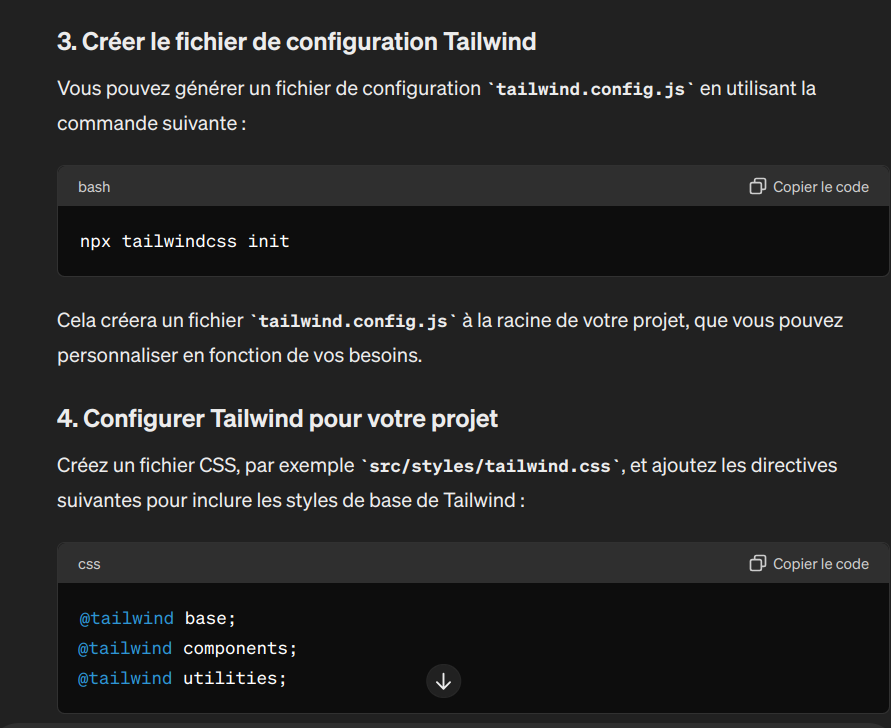 3. Créer le fichier de configuration Tailwind
Vous pouvez générer un fichier de configuration `tailwind.config.js` en utilisant la
commande suivante :
bash
Copier le code
npx tailwindcss init
Cela créera un fichier `tailwind.config.js` à la racine de votre projet, que vous pouvez
personnaliser en fonction de vos besoins.
4. Configurer Tailwind pour votre projet
Créez un fichier CSS, par exemple `src/styles/tailwind.css`, et ajoutez les directives
suivantes pour inclure les styles de base de Tailwind :
css
Copier le code
@tailwind base;
@tailwind components;
@tailwind utilities;